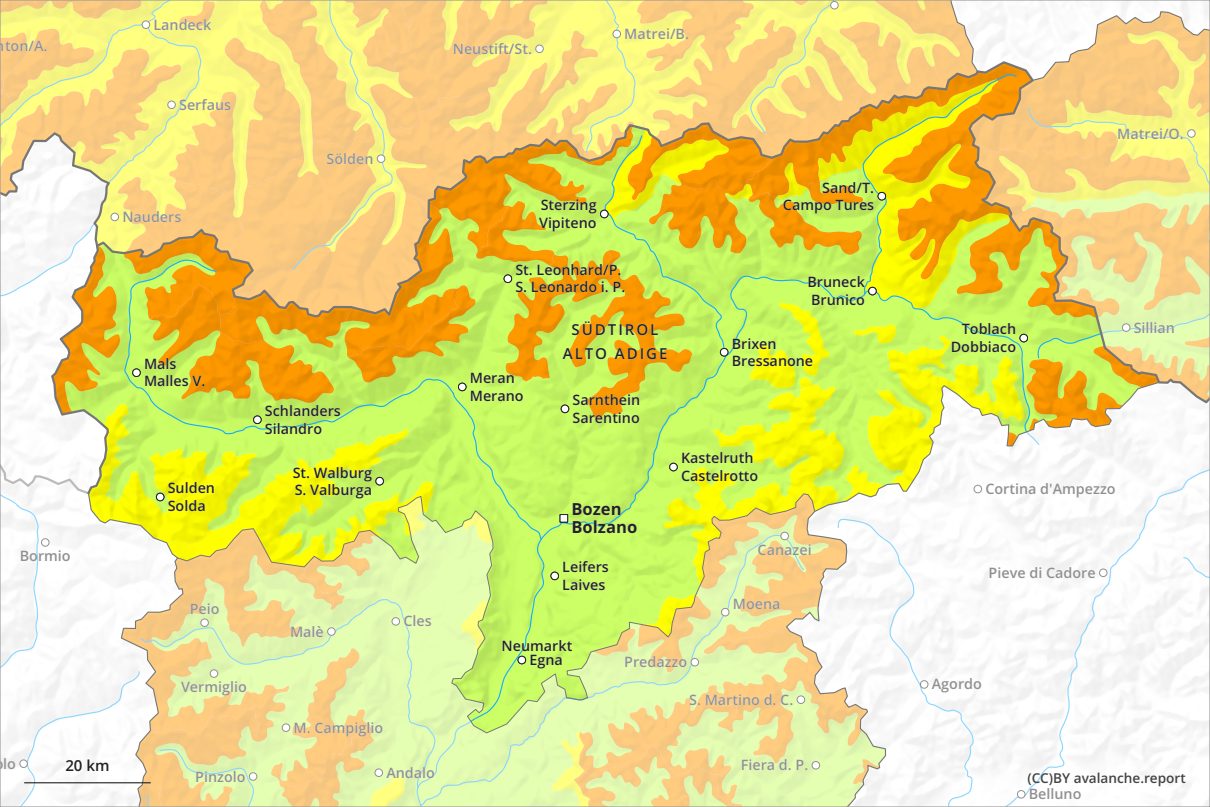 Landeck
nton/A.
Neustift/St.
Matrei/B.
Serfaus
Matrei/O.
Sölden
Nauders
Sterzing
Vipiteno
Sand/T.
Campo Tures
St. Leonhard/P.
S. Leonardo i. P.
Bruneck
Brunico
SÜDTIROL
ALTO ADIGE
Toblach
Dobbiaco
Sillian
Brixen
Bressanone
Mals
Malles V.
Meran
Merano
Schlanders
Silandro
Sarnthein
Sarentino
Kastelruth
Castelrotto
St. Walburg
S. Valburga
Sulden
Solda
Cortina d'Ampezzo
Bozen
Bolzano
Bormio
Canazei
Leifers
Laives
Pieve di Cadore
Peio
Moena
Cles
Malè
Neumarkt
Egna
Predazzo
Vermiglio
Agordo
S. Martino d. C.
M. Campiglio
olo
20 km
Pinzolo
Andalo
Fiera d. P.
(CC)BY avalanche.report
Belluno